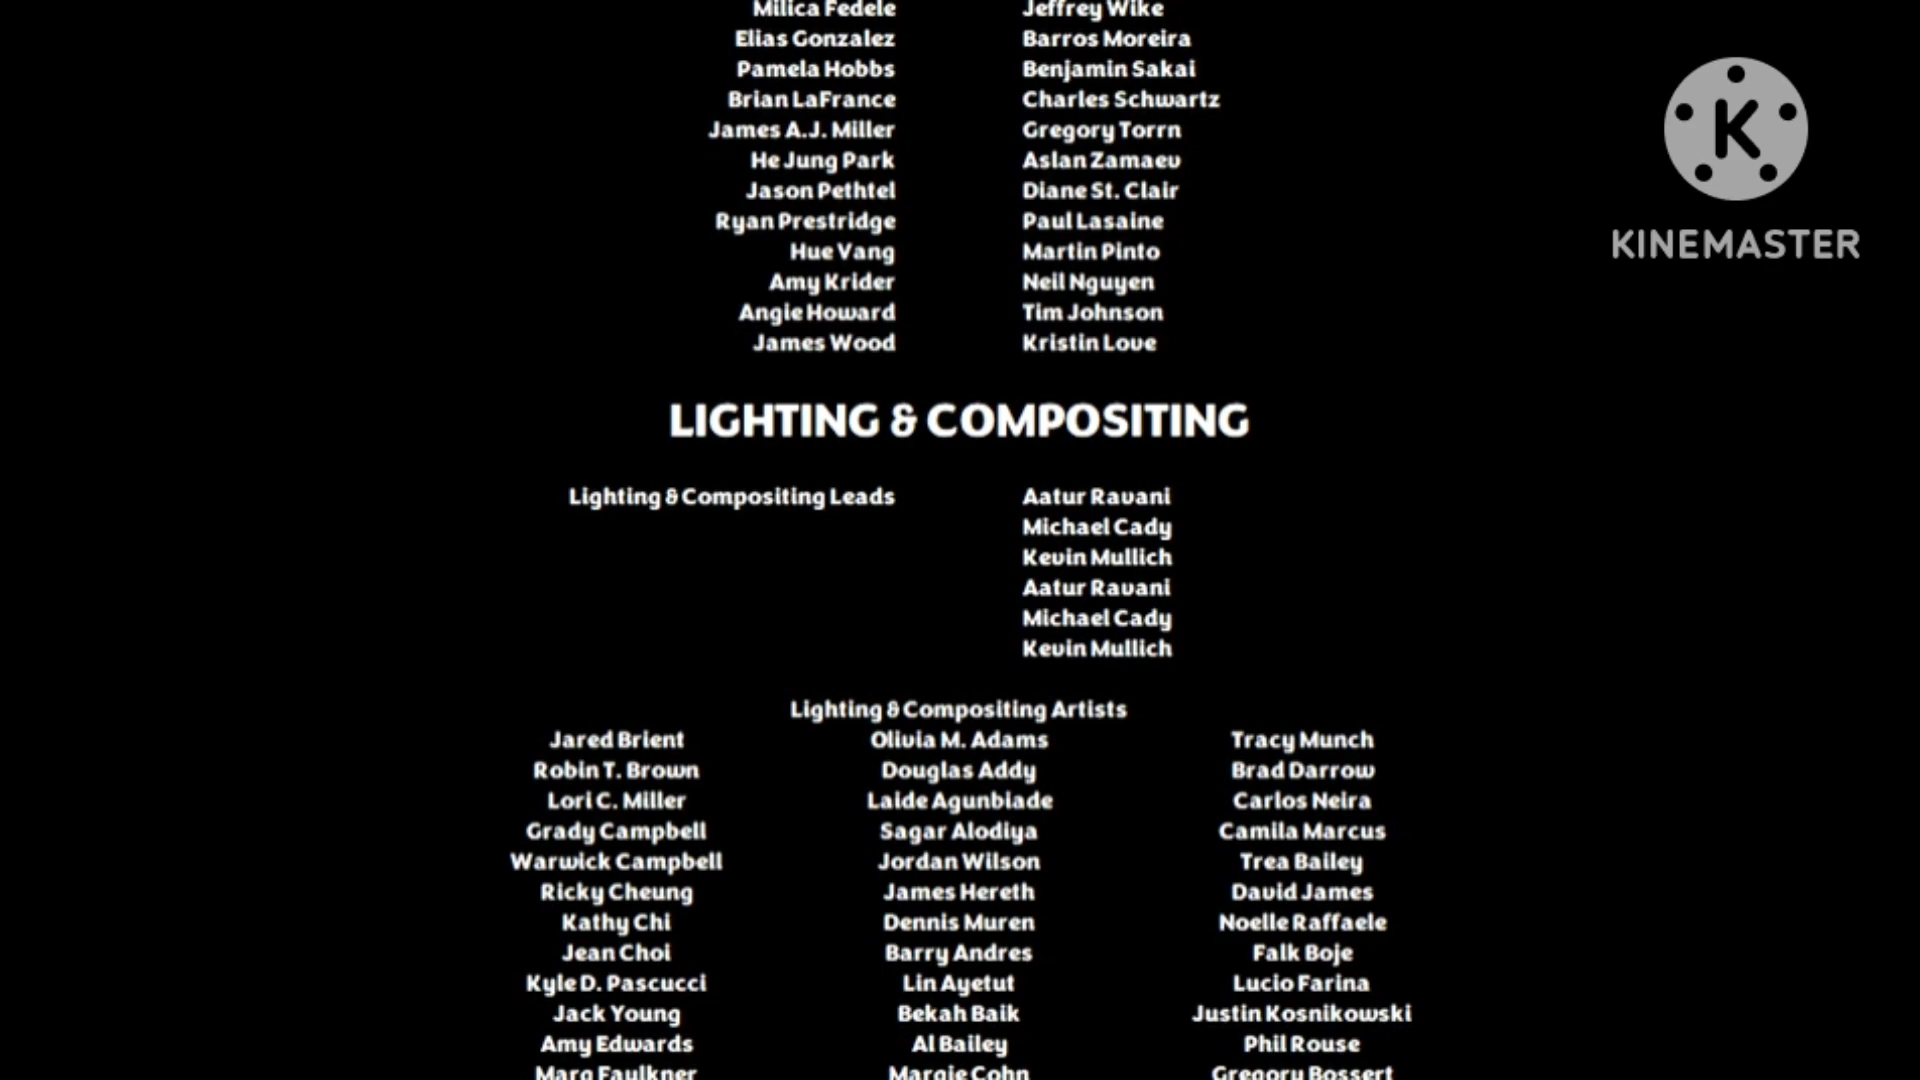 Milica Fedele Jeffrey Wike
Elias Gonzalez Barros Moreira
Pamela Hobbs Benjamin Sakai
Brian LaFrance Charles Schwartz
James A.J. Miller Gregory Torrn
He Jung Park Aslan Zamaev
Jason Pethtel Diane St. Clair
Ryan Prestridge Paul Lasaine
Hue Vang Martin Pinto
Amy Krider Neil Nguyen
Angie Howard Tim Johnson
James Wood Kristin Love
K
KINEMASTER
LIGHTING & COMPOSITING
Lighting & Compositing Leads Aatur Ravani
Michael Cady
Kevin Mullich
Aatur Ravani
Michael Cady
Kevin Mullich
Lighting & Compositing Artists
Jared Brient Olivia M. Adams Tracy Munch
Robin T. Brown Douglas Addy Brad Darrow
Lori C. Miller Laide Agunbiade Carlos Neira
Grady Campbell Sagar Alodiya Camila Marcus
Warwick Campbell Jordan Wilson Trea Bailey
Ricky Cheung James Hereth David James
Kathy Chi Dennis Muren Noelle Raffaele
Jean Choi Barry Andres Falk Boje
Kyle D. Pascucci Lin Ayetut Lucio Farina
Jack Young Bekah Baik Justin Kosnikowski
Amy Edwards Al Bailey Phil Rouse
Marg Faulkner Margie Cohn Gregory Bossert